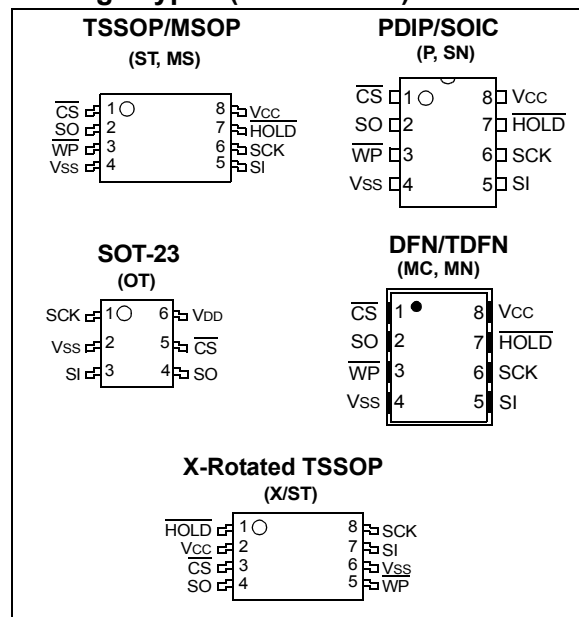 TSSOP/MSOP
(ST, MS)
CS 1 8 VCC
SO 2 7 HOLD
WP 3 6 SCK
VSS 4 5 SI
PDIP/SOIC
(P, SN)
CS 1 8 VCC
SO 2 7 HOLD
WP 3 6 SCK
VSS 4 5 SI
SOT-23
(OT)
SCK 1 6 VDD
VSS 2 5 CS
SI 3 4 SO
DFN/TDFN
(MC, MN)
CS 1 8 VCC
SO 2 7 HOLD
WP 3 6 SCK
VSS 4 5 SI
X-Rotated TSSOP
(X/ST)
HOLD 1 8 SCK
VCC 2 7 SI
CS 3 6 VSS
SO 4 5 WP